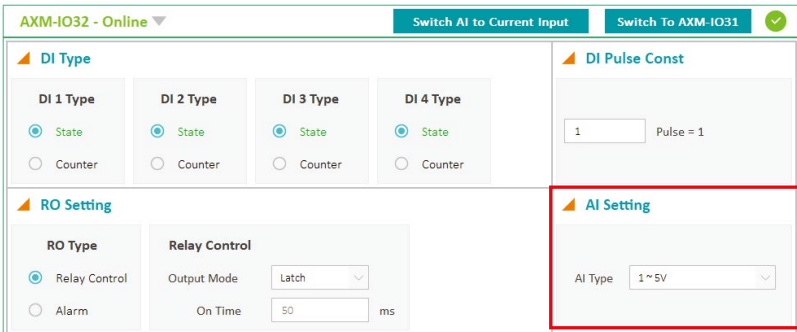 AXM-IO32 - Online
Switch AI to Current Input
Switch To AXM-IO31
DI Type
DI Pulse Const
DI 1 Type
DI 2 Type
DI 3 Type
DI 4 Type
State
State
State
State
1
Pulse = 1
Counter
Counter
Counter
Counter
RO Setting
AI Setting
RO Type
Relay Control
Relay Control
Output Mode
Latch
AI Type
1~5V
Alarm
On Time
50
ms